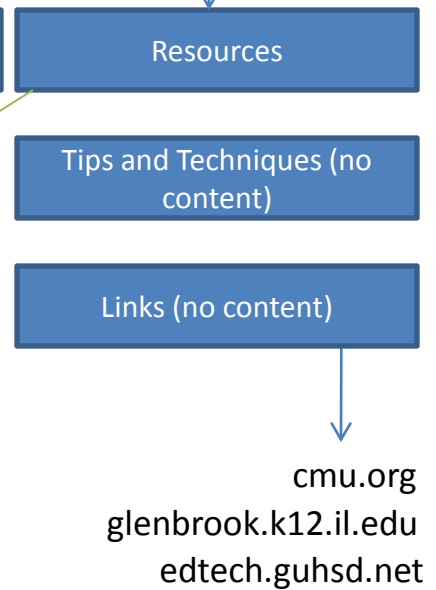 Resources
Tips and Techniques (no
content)
Links (no content)
cmu.org
glenbrook.k12.il.edu
edtech.guhsd.net